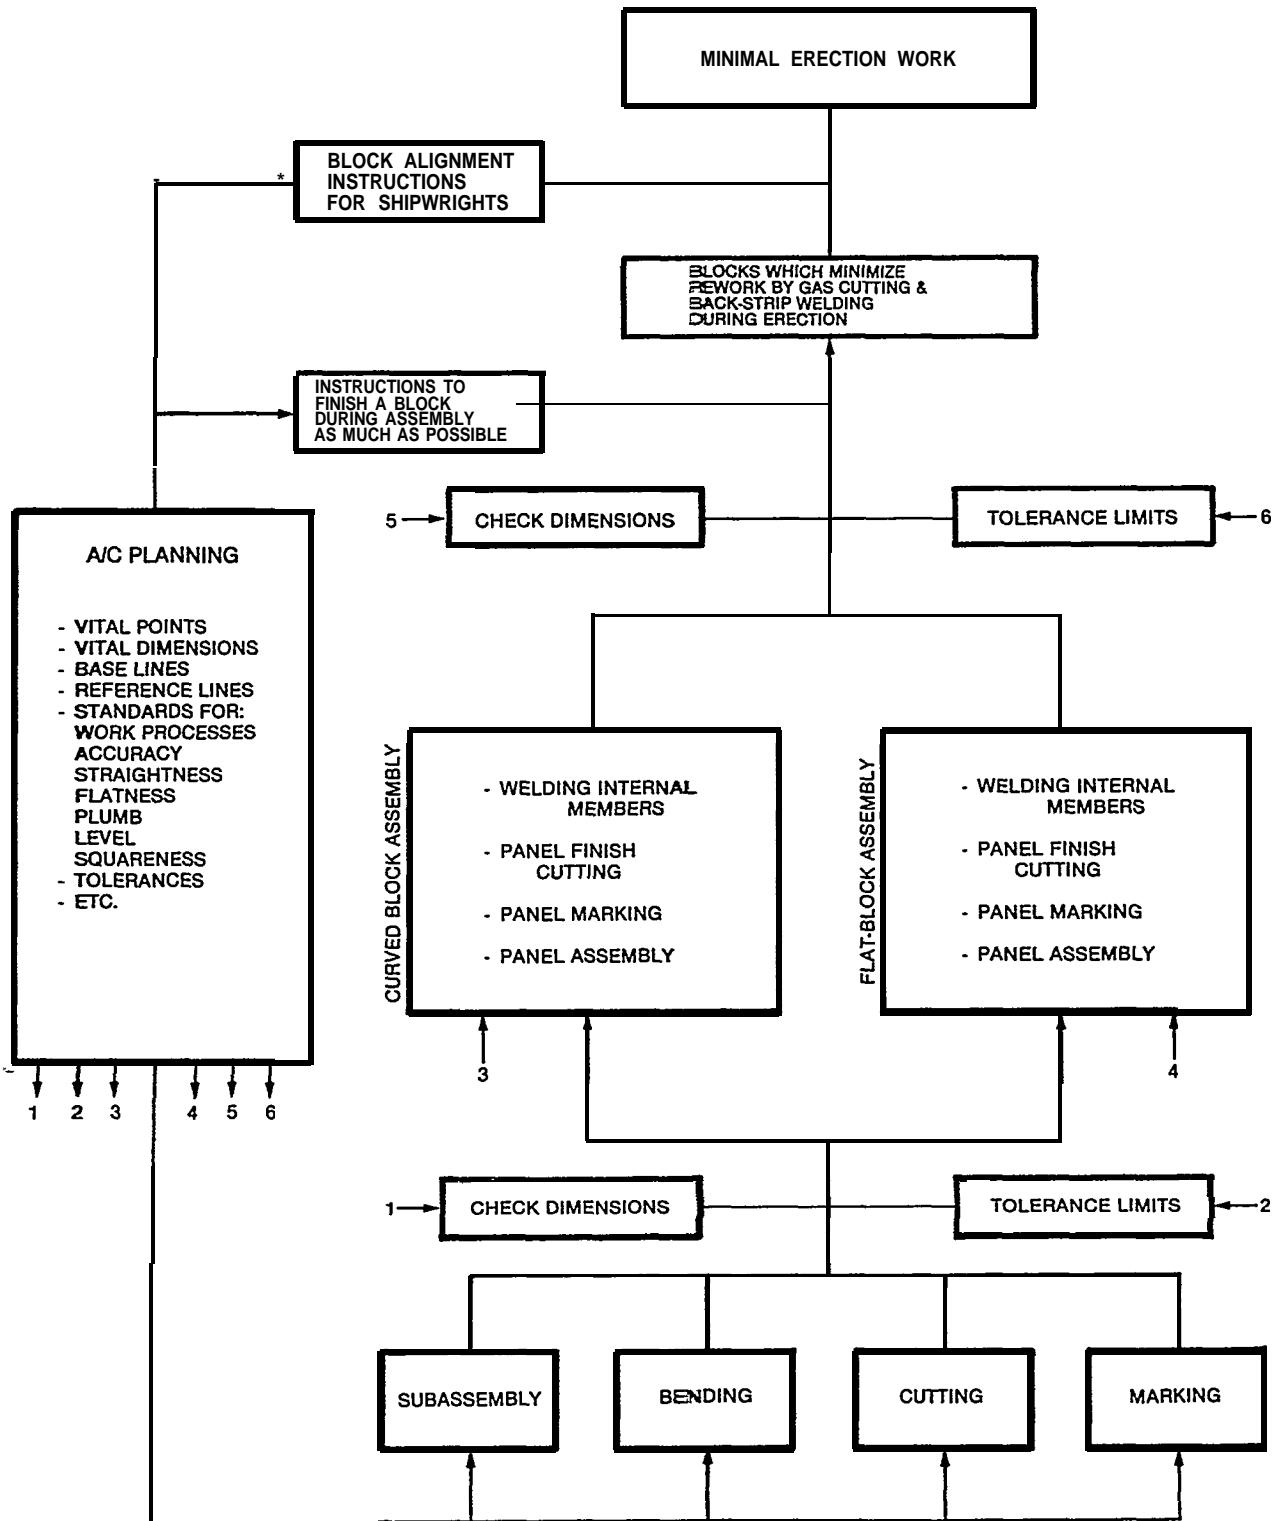 MINIMAL ERECTION WORK
BLOCK ALIGNMENT
INSTRUCTIONS
FOR SHIPWRIGHTS
*
BLOCKS WHICH MINIMIZE
REWORK BY GAS CUTTING &
BACK-STRIP WELDING
DURING ERECTION
INSTRUCTIONS TO
FINISH A BLOCK
DURING ASSEMBLY
AS MUCH AS POSSIBLE
5
CHECK DIMENSIONS
TOLERANCE LIMITS
6
A/C PLANNING
- VITAL POINTS
- VITAL DIMENSIONS
- BASE LINES
- REFERENCE LINES
- STANDARDS FOR:
WORK PROCESSES
ACCURACY
STRAIGHTNESS
FLATNESS
PLUMB
LEVEL
SQUARENESS
- TOLERANCES
- ETC.
1 2 3 4 5 6
CURVED BLOCK ASSEMBLY
- WELDING INTERNAL
MEMBERS
- PANEL FINISH
CUTTING
- PANEL MARKING
- PANEL ASSEMBLY
3
FLAT-BLOCK ASSEMBLY
- WELDING INTERNAL
MEMBERS
- PANEL FINISH
CUTTING
- PANEL MARKING
- PANEL ASSEMBLY
4
1
CHECK DIMENSIONS
TOLERANCE LIMITS
2
SUBASSEMBLY
BENDING
CUTTING
MARKING